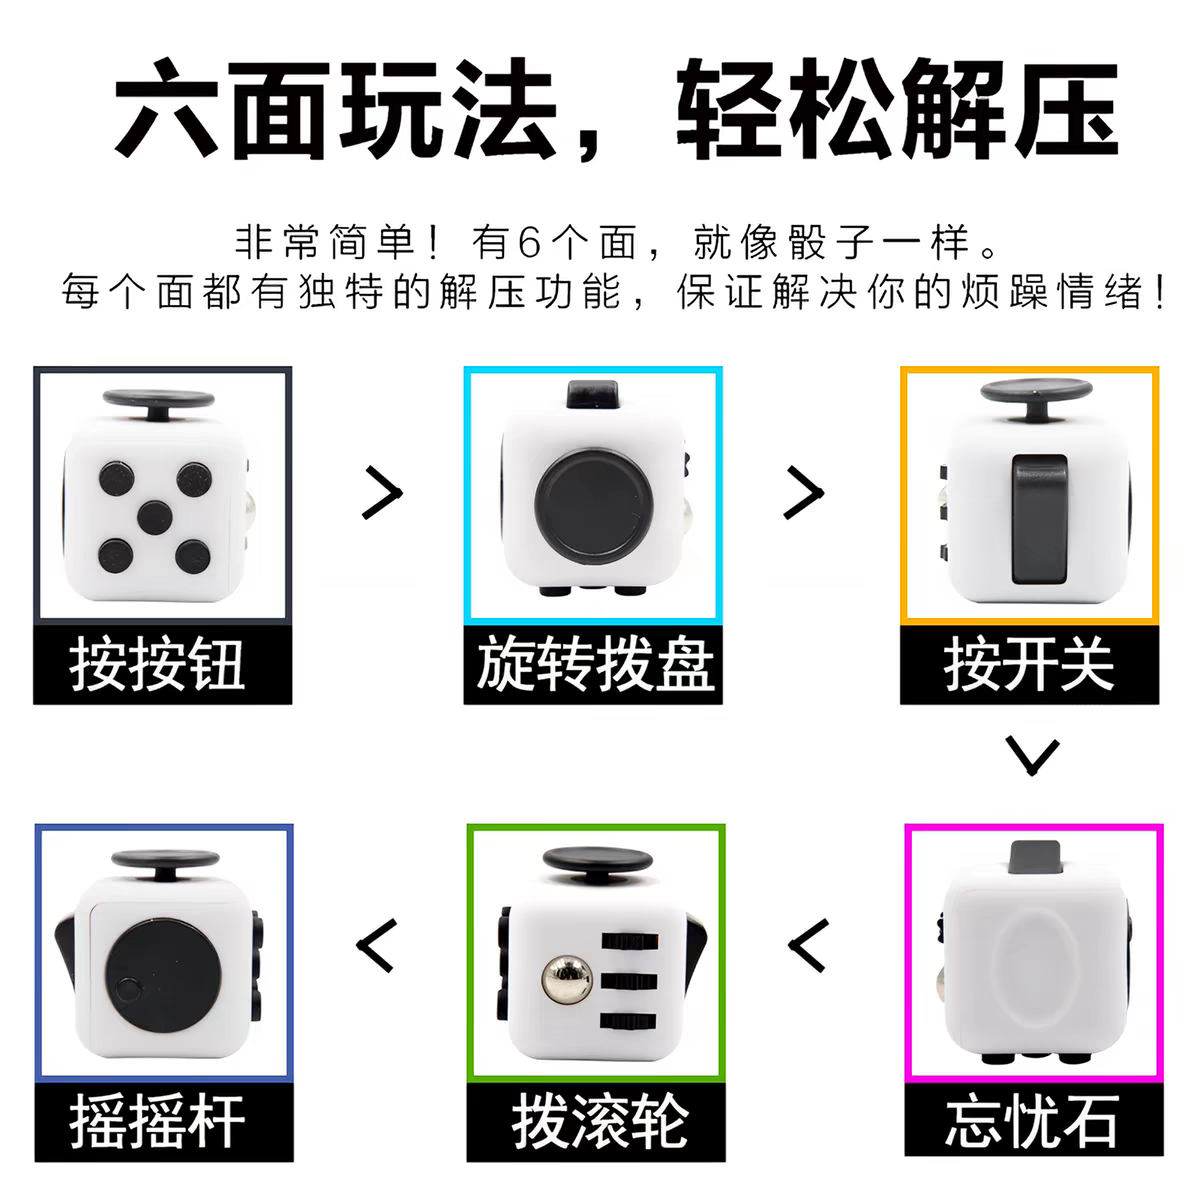 六面玩法，轻松解压
非常简单！有6个面，就像骰子一样。
每个面都有独特的解压功能，保证解决你的烦躁情绪！
按按钮
旋转拨盘
按开关
摇摇杆
拨滚轮
忘忧石